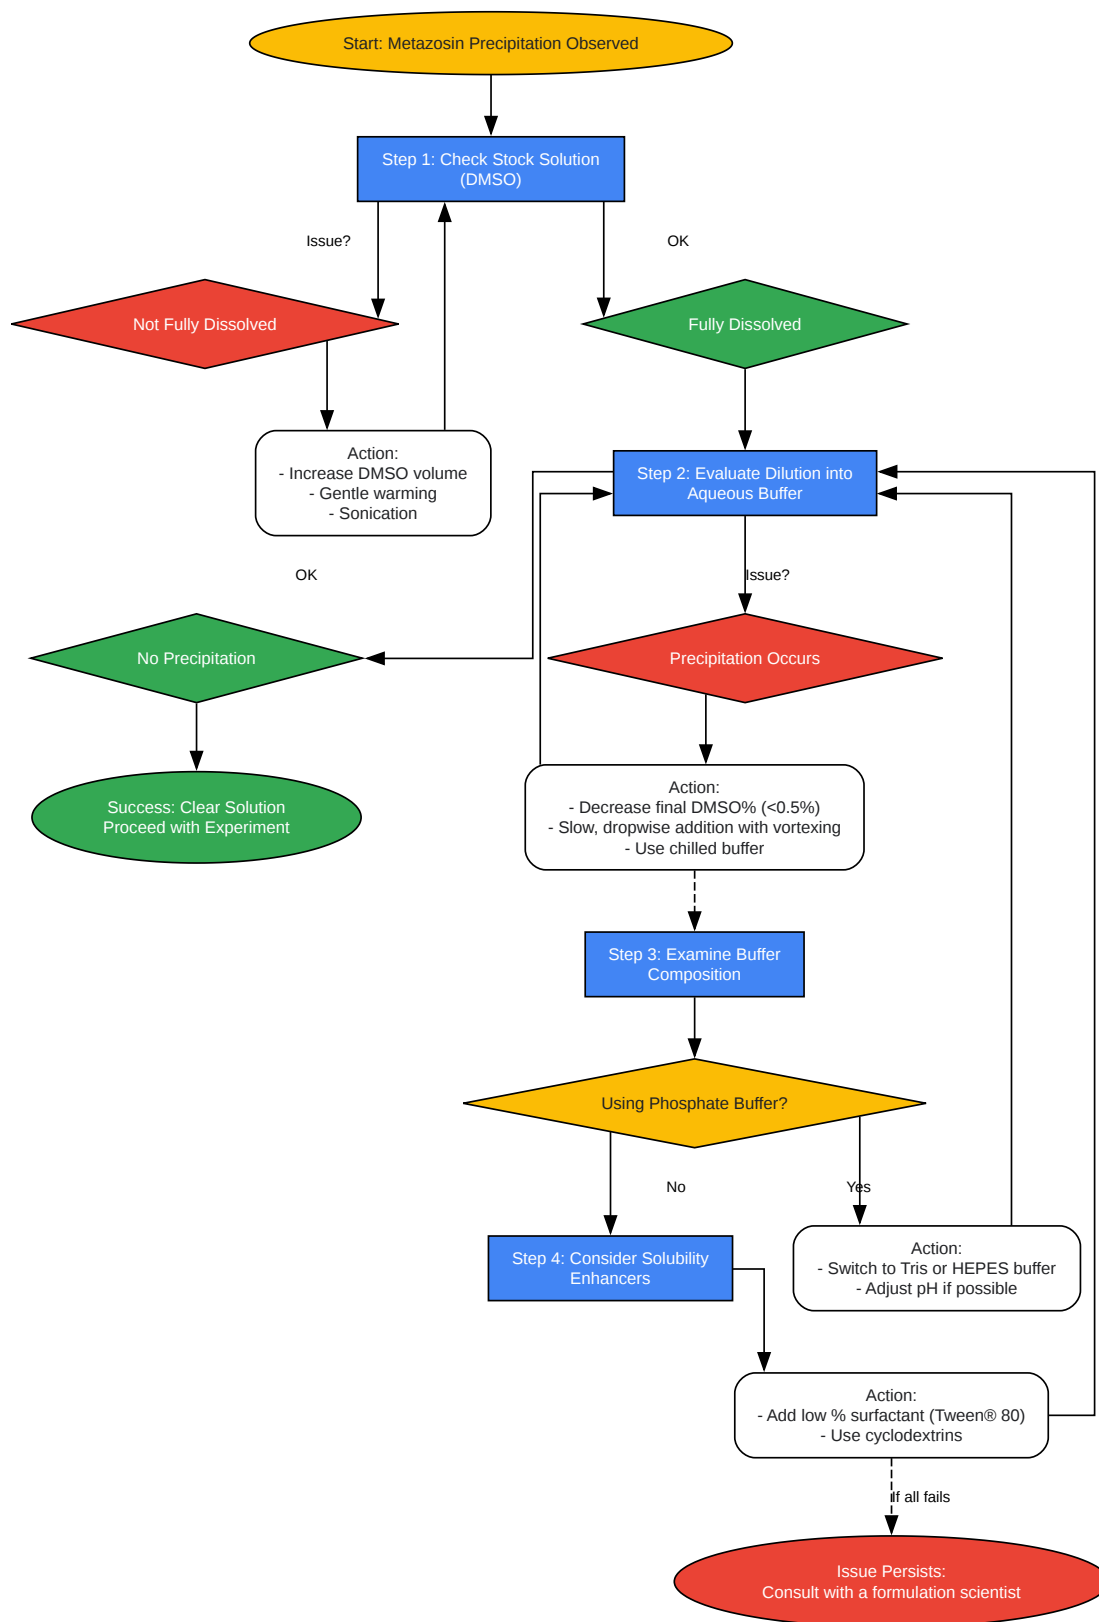 Start: Metazosin Precipitation Observed
Step 1: Check Stock Solution
(DMSO)
Issue?
OK
Not Fully Dissolved
Fully Dissolved
Action:
- Increase DMSO volume
- Gentle warming
- Sonication
Step 2: Evaluate Dilution into
Aqueous Buffer
OK
Issue?
No Precipitation
Precipitation Occurs
Success: Clear Solution
Proceed with Experiment
Action:
- Decrease final DMSO% (<0.5%)
- Slow, dropwise addition with vortexing
- Use chilled buffer
Step 3: Examine Buffer
Composition
Using Phosphate Buffer?
No
Yes
Step 4: Consider Solubility
Enhancers
Action:
- Switch to Tris or HEPES buffer
- Adjust pH if possible
Action:
- Add low % surfactant (Tween® 80)
- Use cyclodextrins
If all fails
Issue Persists:
Consult with a formulation scientist